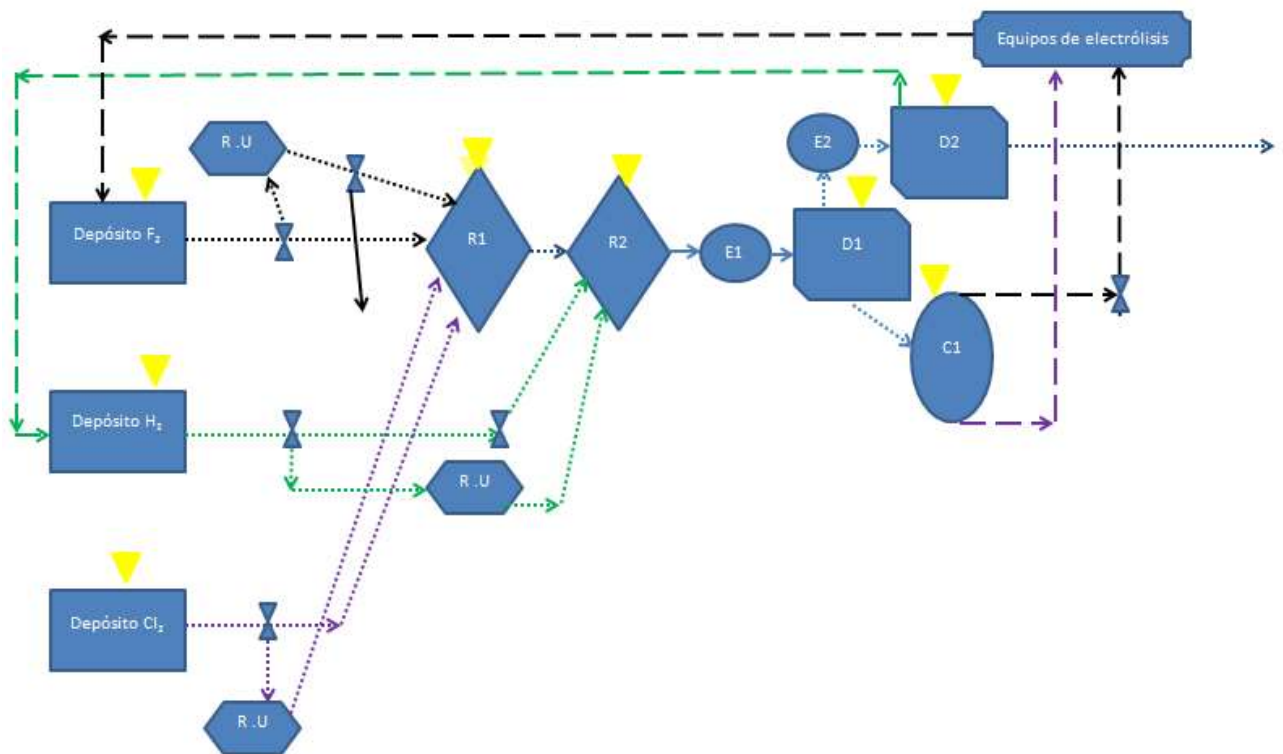 Equipos de electrólisis
R .U
E2
D2
Depósito F₂
R1
R2
E1
D1
C1
Depósito H₂
R .U
Depósito Cl₂
R .U